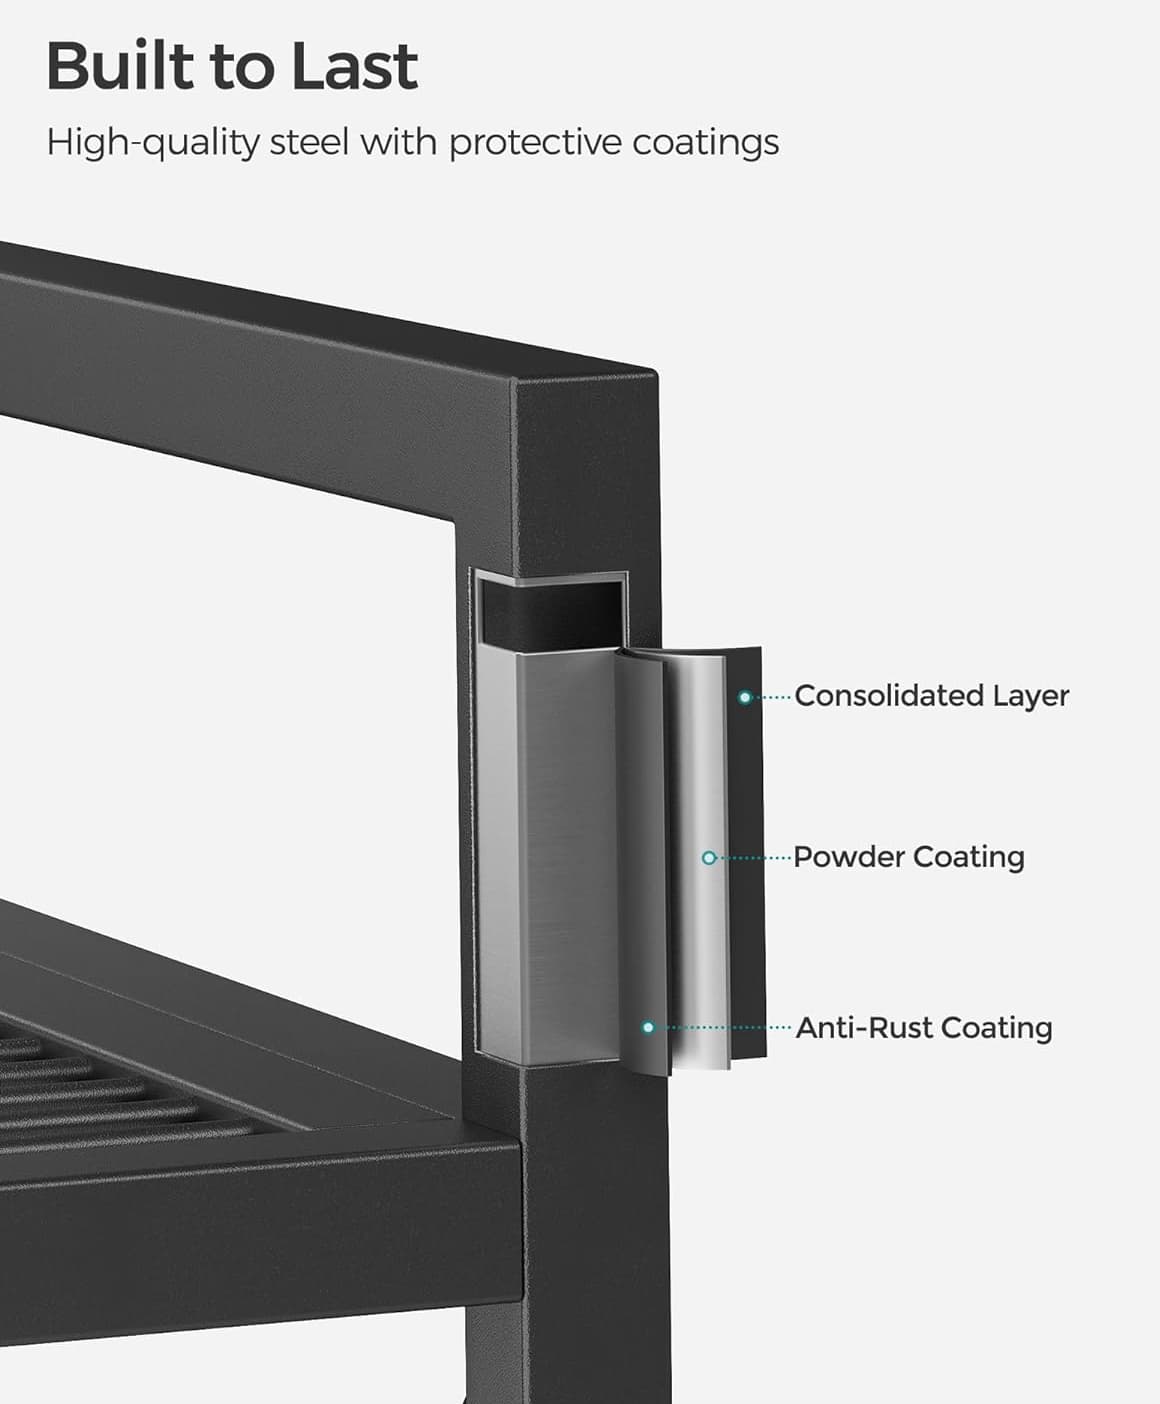 Built to Last
High-quality steel with protective coatings
Consolidated Layer
Powder Coating
Anti-Rust Coating